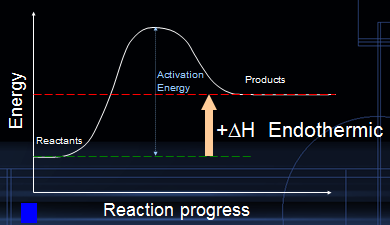 Energy
Activation
Energy
Products
+ΔH Endothermic
Reactants
Reaction progress